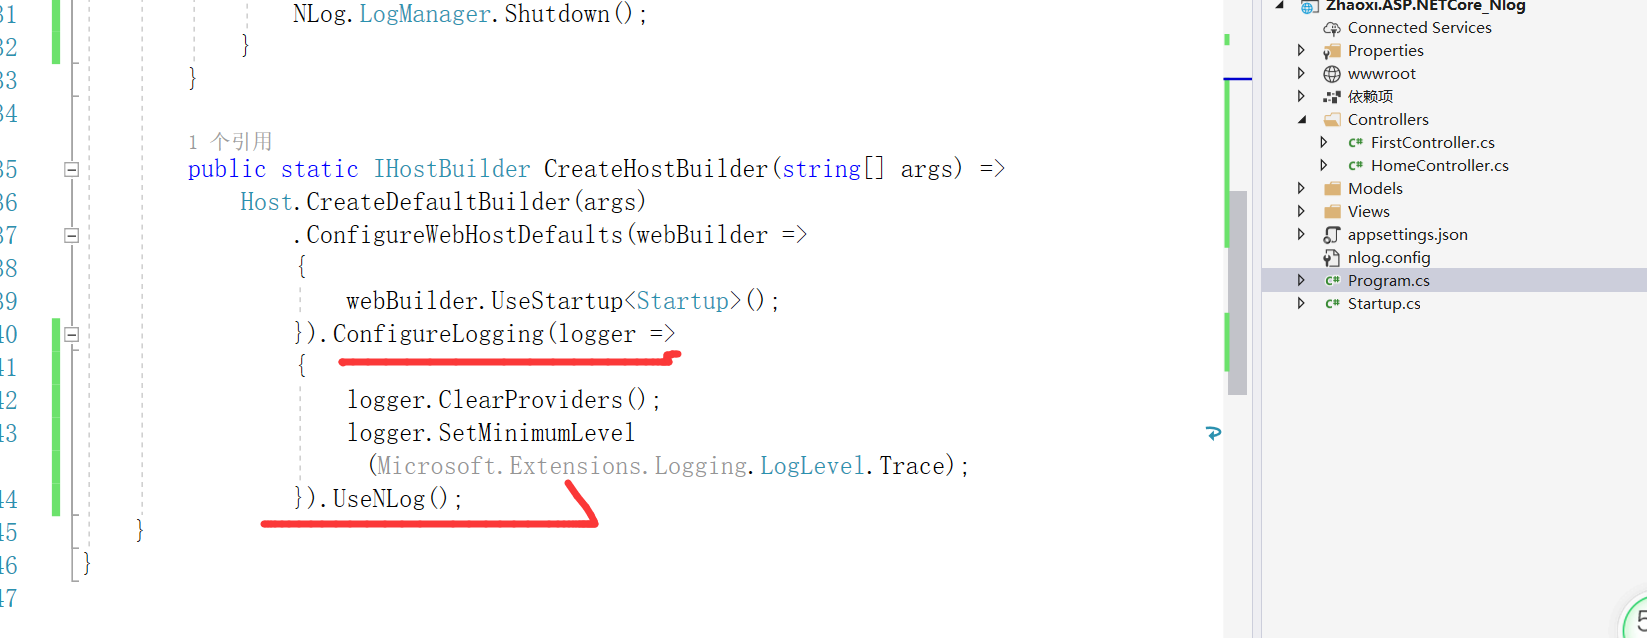 31 NLog.LogManager.Shutdown();
32 }
33 }
34
1 个引用
35 public static IHostBuilder CreateHostBuilder(string[] args) =>
36 Host.CreateDefaultBuilder(args)
37 .ConfigureWebHostDefaults(webBuilder =>
38 {
39 webBuilder.UseStartup<Startup>();
40 }).ConfigureLogging(logger =>
41 {
42 logger.ClearProviders();
43 logger.SetMinimumLevel
(Microsoft.Extensions.Logging.LogLevel.Trace);
44 }).UseNLog();
45 }
46 }
47
Zhaoxi.ASP.NETCore_Nlog
Connected Services
Properties
wwwroot
依赖项
Controllers
C# FirstController.cs
C# HomeController.cs
Models
Views
appsettings.json
nlog.config
C# Program.cs
C# Startup.cs
5